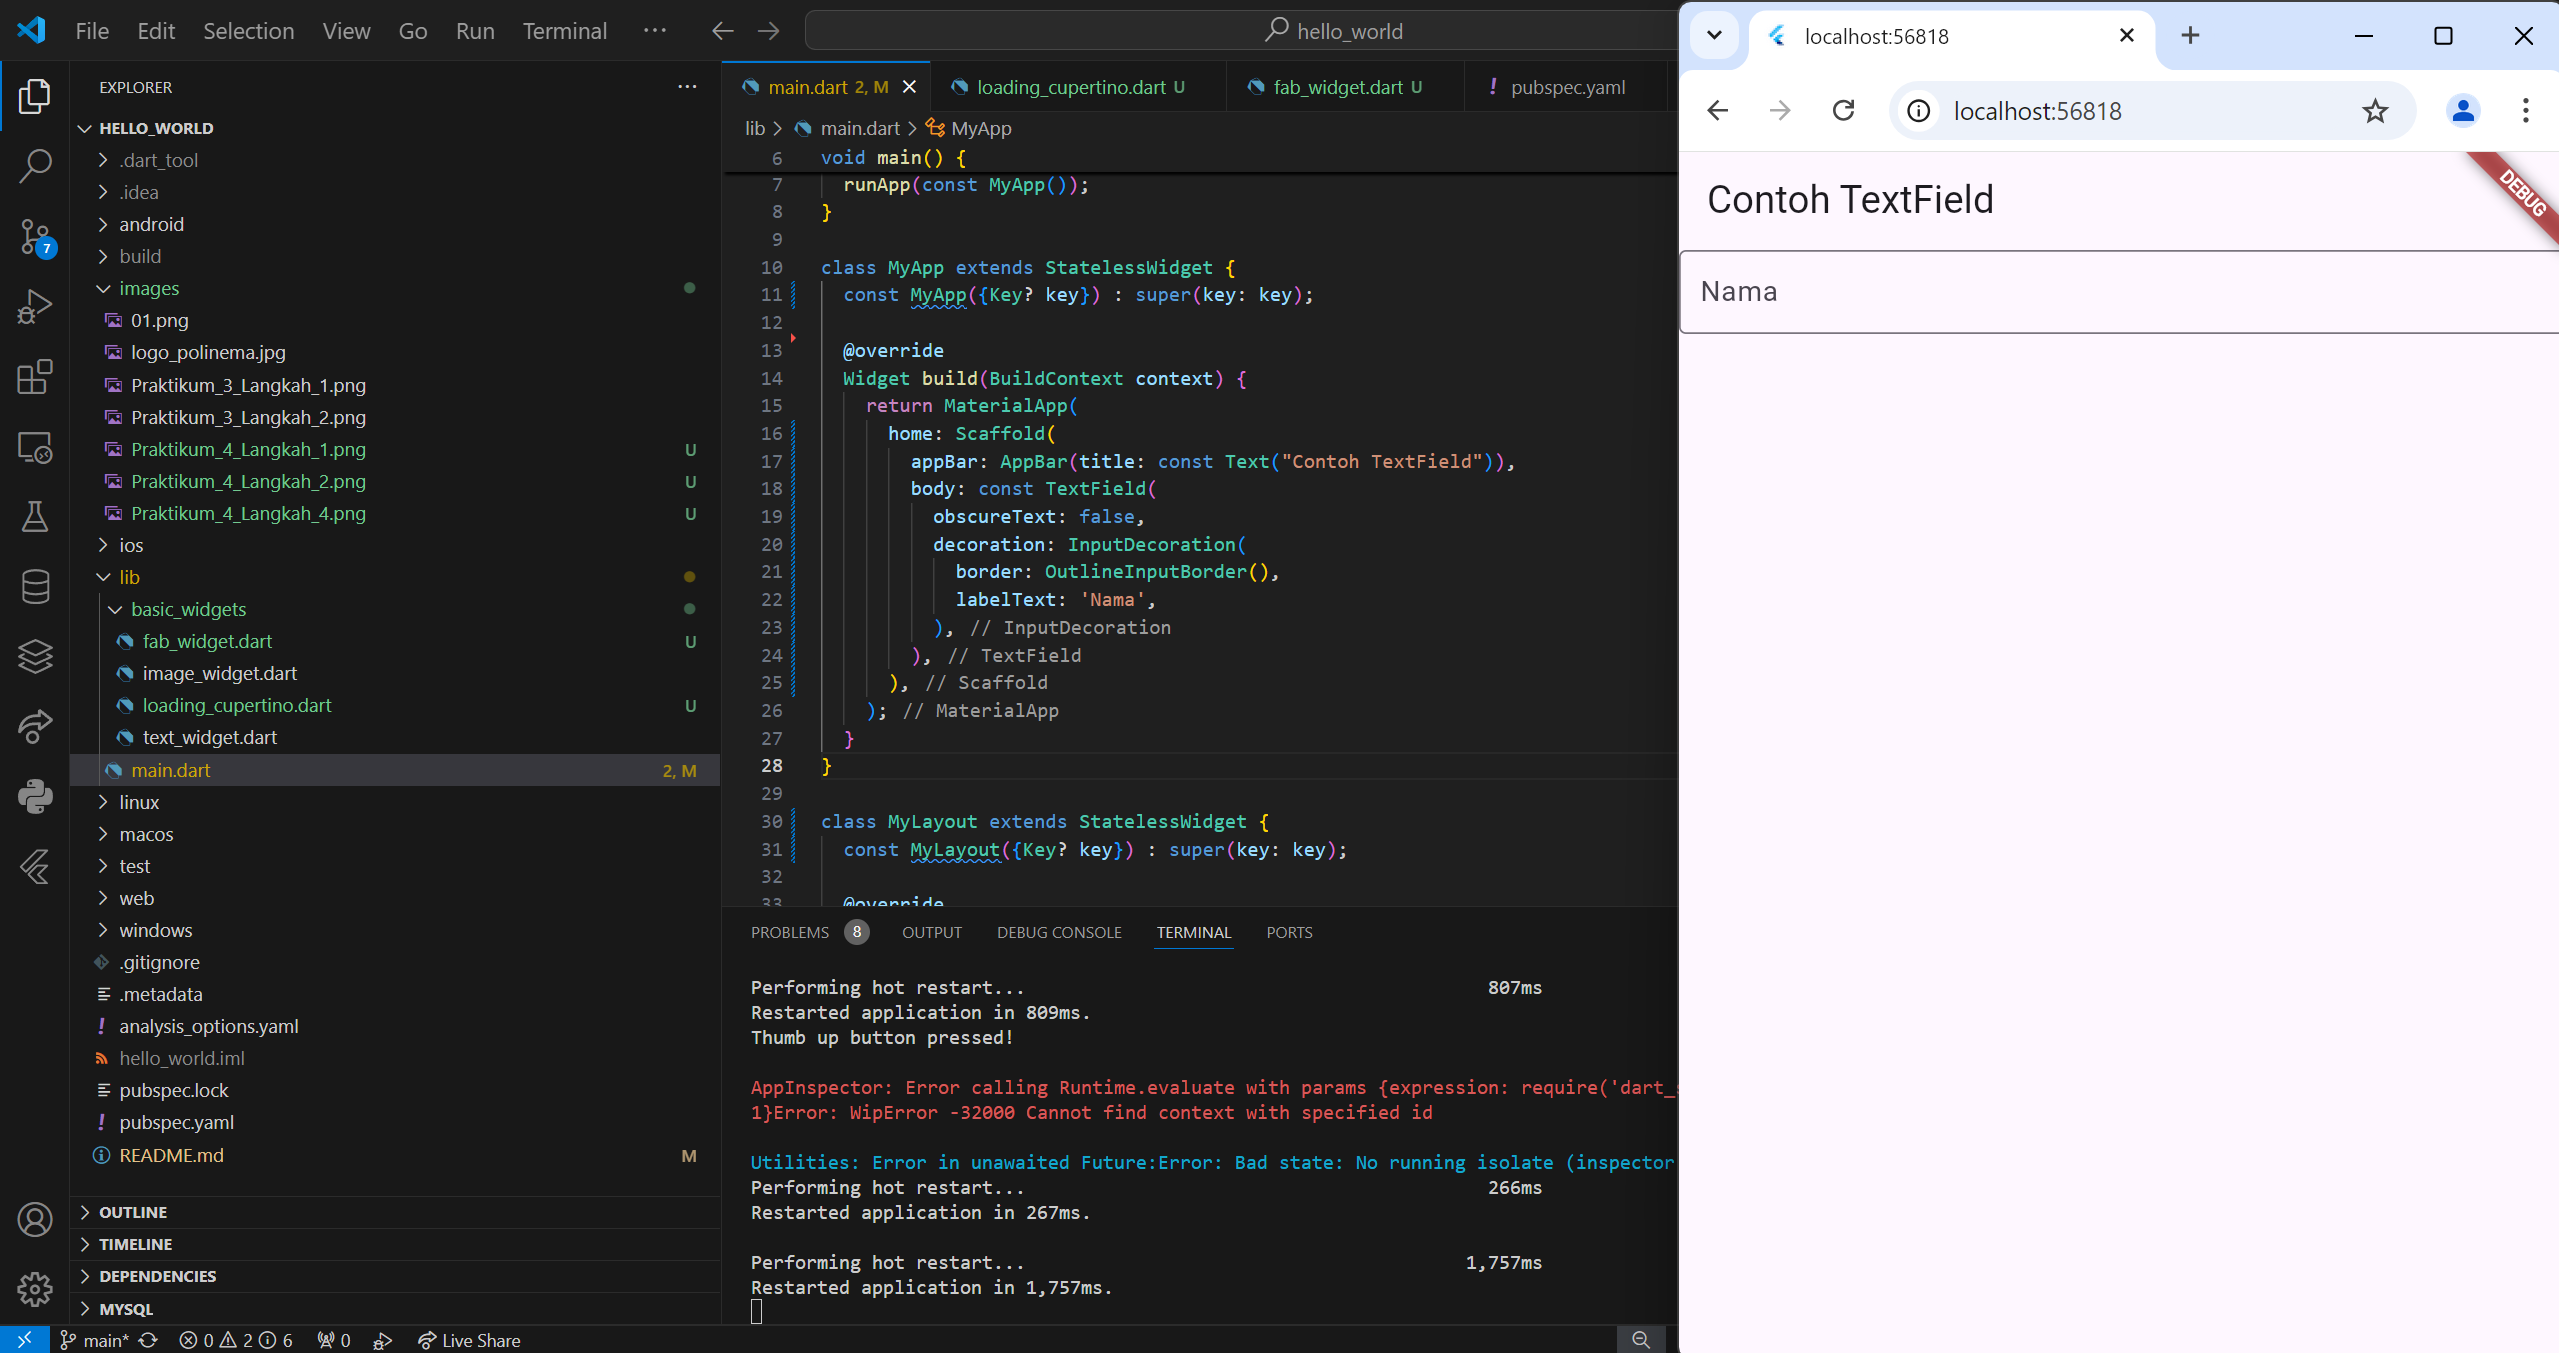 File Edit Selection View Go Run Terminal ···
hello_world
EXPLORER ···
HELLO_WORLD
.dart_tool
.idea
android
build
images
01.png
logo_polinema.jpg
Praktikum_3_Langkah_1.png
Praktikum_3_Langkah_2.png
Praktikum_4_Langkah_1.png U
Praktikum_4_Langkah_2.png U
Praktikum_4_Langkah_4.png U
ios
lib
basic_widgets
fab_widget.dart U
image_widget.dart
loading_cupertino.dart U
text_widget.dart
main.dart 2, M
linux
macos
test
web
windows
.gitignore
.metadata
! analysis_options.yaml
hello_world.iml
pubspec.lock
! pubspec.yaml
README.md M
OUTLINE
TIMELINE
DEPENDENCIES
MYSQL
7
main.dart 2, M loading_cupertino.dart U fab_widget.dart U ! pubspec.yaml
lib > main.dart > MyApp
6 void main() {
7 runApp(const MyApp());
8 }
9
10 class MyApp extends StatelessWidget {
11 const MyApp({Key? key}) : super(key: key);
12
13 @override
14 Widget build(BuildContext context) {
15 return MaterialApp(
16 home: Scaffold(
17 appBar: AppBar(title: const Text("Contoh TextField")),
18 body: const TextField(
19 obscureText: false,
20 decoration: InputDecoration(
21 border: OutlineInputBorder(),
22 labelText: 'Nama',
23 ), // InputDecoration
24 ), // TextField
25 ), // Scaffold
26 ); // MaterialApp
27 }
28 }
29
30 class MyLayout extends StatelessWidget {
31 const MyLayout({Key? key}) : super(key: key);
32
33 @override
PROBLEMS 8 OUTPUT DEBUG CONSOLE TERMINAL PORTS
Performing hot restart... 807ms
Restarted application in 809ms.
Thumb up button pressed!
AppInspector: Error calling Runtime.evaluate with params {expression: require('dart_
1}Error: WipError -32000 Cannot find context with specified id
Utilities: Error in unawaited Future:Error: Bad state: No running isolate (inspector
Performing hot restart... 266ms
Restarted application in 267ms.
Performing hot restart... 1,757ms
Restarted application in 1,757ms.
main* 0 2 6 0 Live Share
localhost:56818
localhost:56818
Contoh TextField
DEBUG
Nama